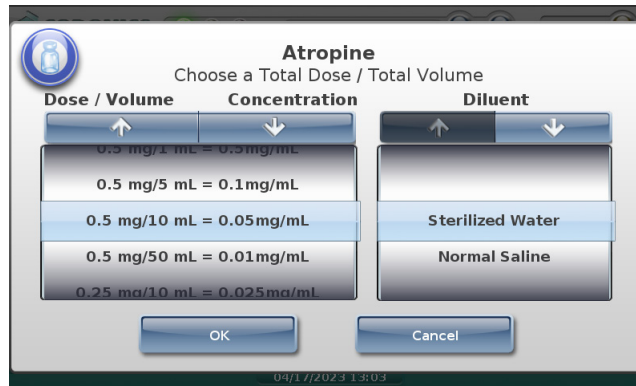 Atropine
Choose a Total Dose / Total Volume
Dose / Volume Concentration Diluent
0.5 mg/1 mL = 0.5mg/mL
0.5 mg/5 mL = 0.1mg/mL
0.5 mg/10 mL = 0.05mg/mL Sterilized Water
0.5 mg/50 mL = 0.01mg/mL Normal Saline
0.25 mg/10 mL = 0.025mg/mL
OK Cancel
04/17/2023 13:03